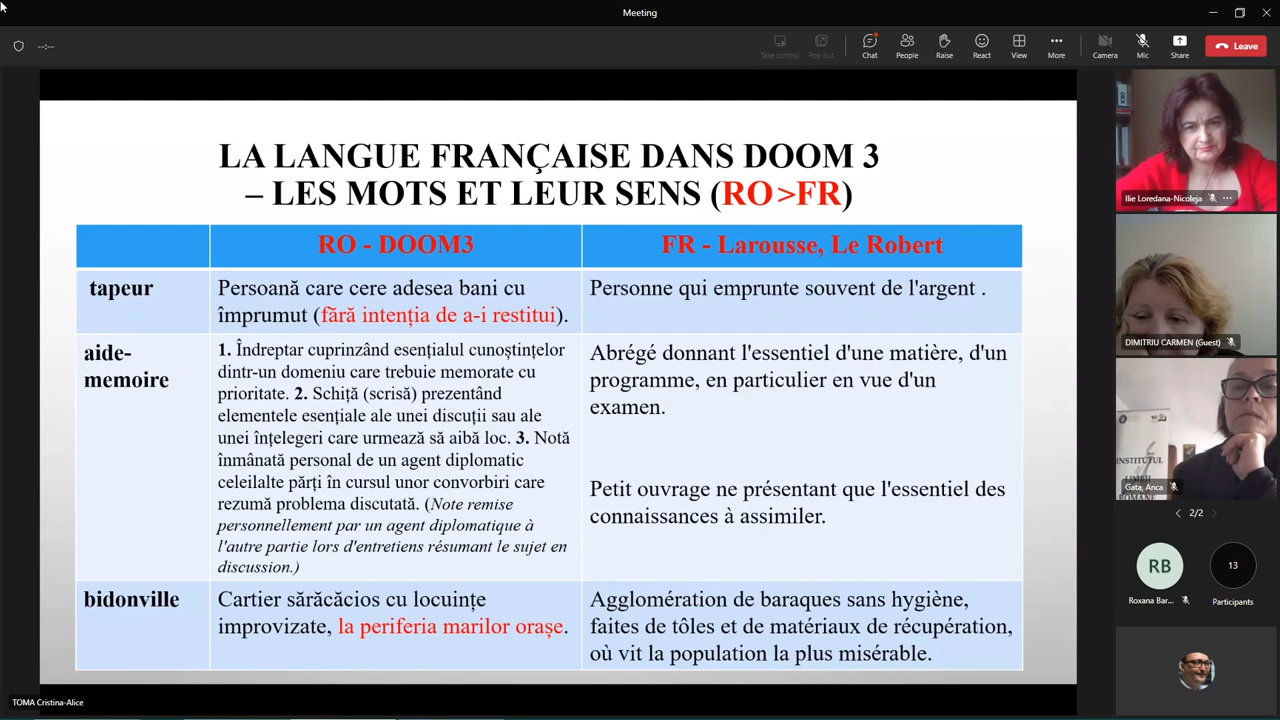 Meeting
--:--
Take control
Pop out
Chat
People
Raise
React
View
More
Camera
Mic
Share
Leave
LA LANGUE FRANÇAISE DANS DOOM 3
– LES MOTS ET LEUR SENS (RO>FR)
RO - DOOM3
FR - Larousse, Le Robert
tapeur
Persoană care cere adesea bani cu
împrumut (fără intenția de a-i restitui).
Personne qui emprunte souvent de l'argent .
aide-
memoire
1. Îndreptar cuprinzând esențialul cunoștințelor
dintr-un domeniu care trebuie memorate cu
prioritate. 2. Schiță (scrisă) prezentând
elementele esențiale ale unei discuții sau ale
unei înțelegeri care urmează să aibă loc. 3. Notă
înmânată personal de un agent diplomatic
celeilalte părți în cursul unor convorbiri care
rezumă problema discutată. (Note remise
personnellement par un agent diplomatique à
l'autre partie lors d'entretiens résumant le sujet en
discussion.)
Abrégé donnant l'essentiel d'une matière, d'un
programme, en particulier en vue d'un
examen.
Petit ouvrage ne présentant que l'essentiel des
connaissances à assimiler.
bidonville
Cartier sărăcăcios cu locuințe
improvizate, la periferia marilor orașe.
Agglomération de baraques sans hygiène,
faites de tôles et de matériaux de récupération,
où vit la population la plus misérable.
TOMA Cristina-Alice
Ilie Loredana-Nicoleja
DIMITRIU CARMEN (Guest)
INSTITUTUL
ROMÂNE
Gata, Anca
2/2
RB
Roxana Bar...
13
Participants